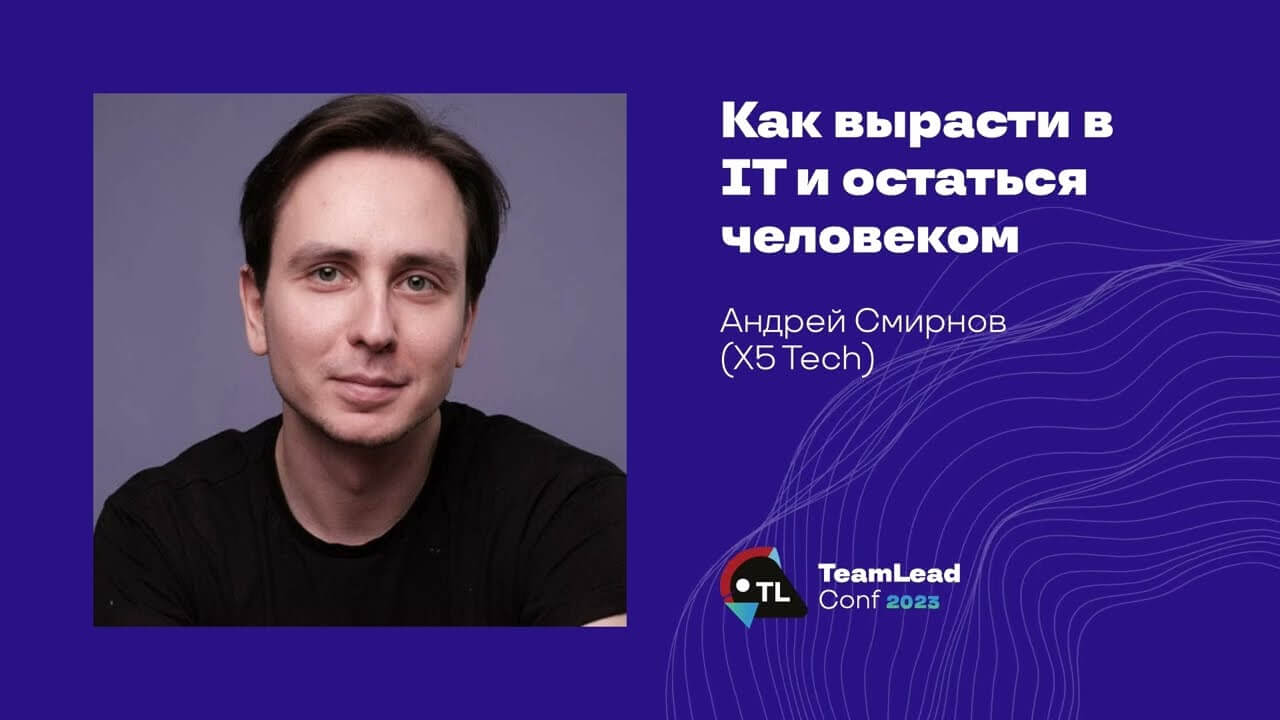 Как вырасти в
IT и остаться
человеком
Андрей Смирнов
(X5 Tech)
TL
TeamLead
Conf 2023